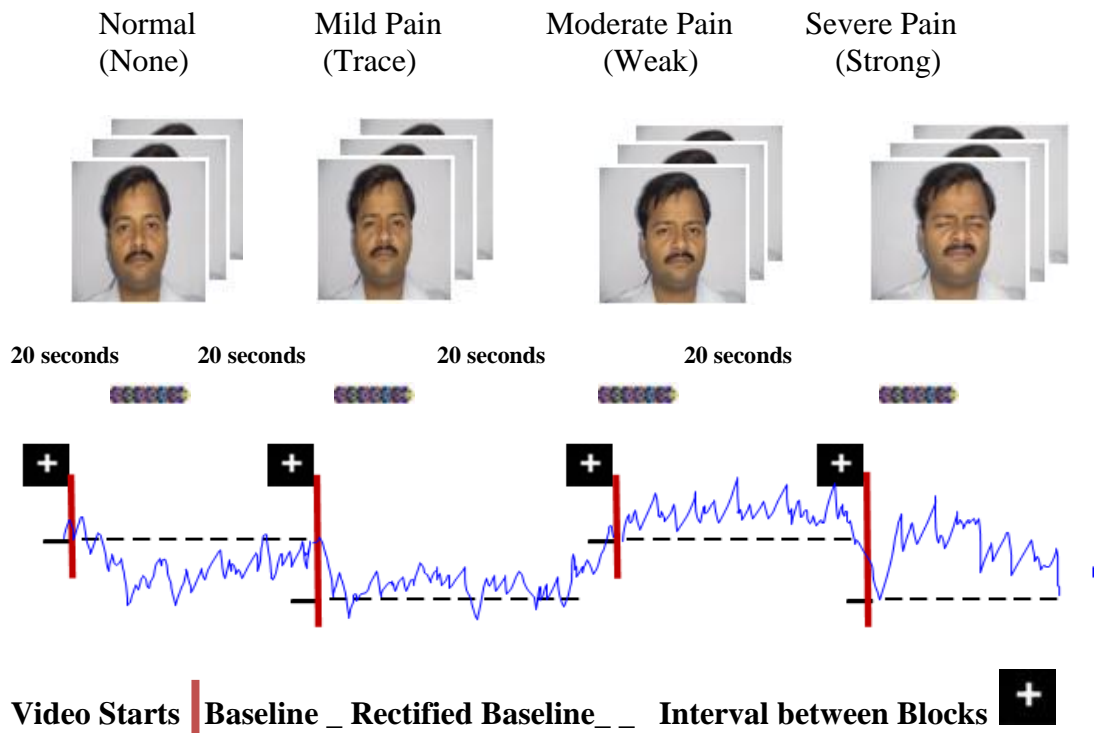 Normal Mild Pain Moderate Pain Severe Pain
(None) (Trace) (Weak) (Strong)
20 seconds 20 seconds 20 seconds 20 seconds
Video Starts Baseline _ Rectified Baseline_ _ Interval between Blocks